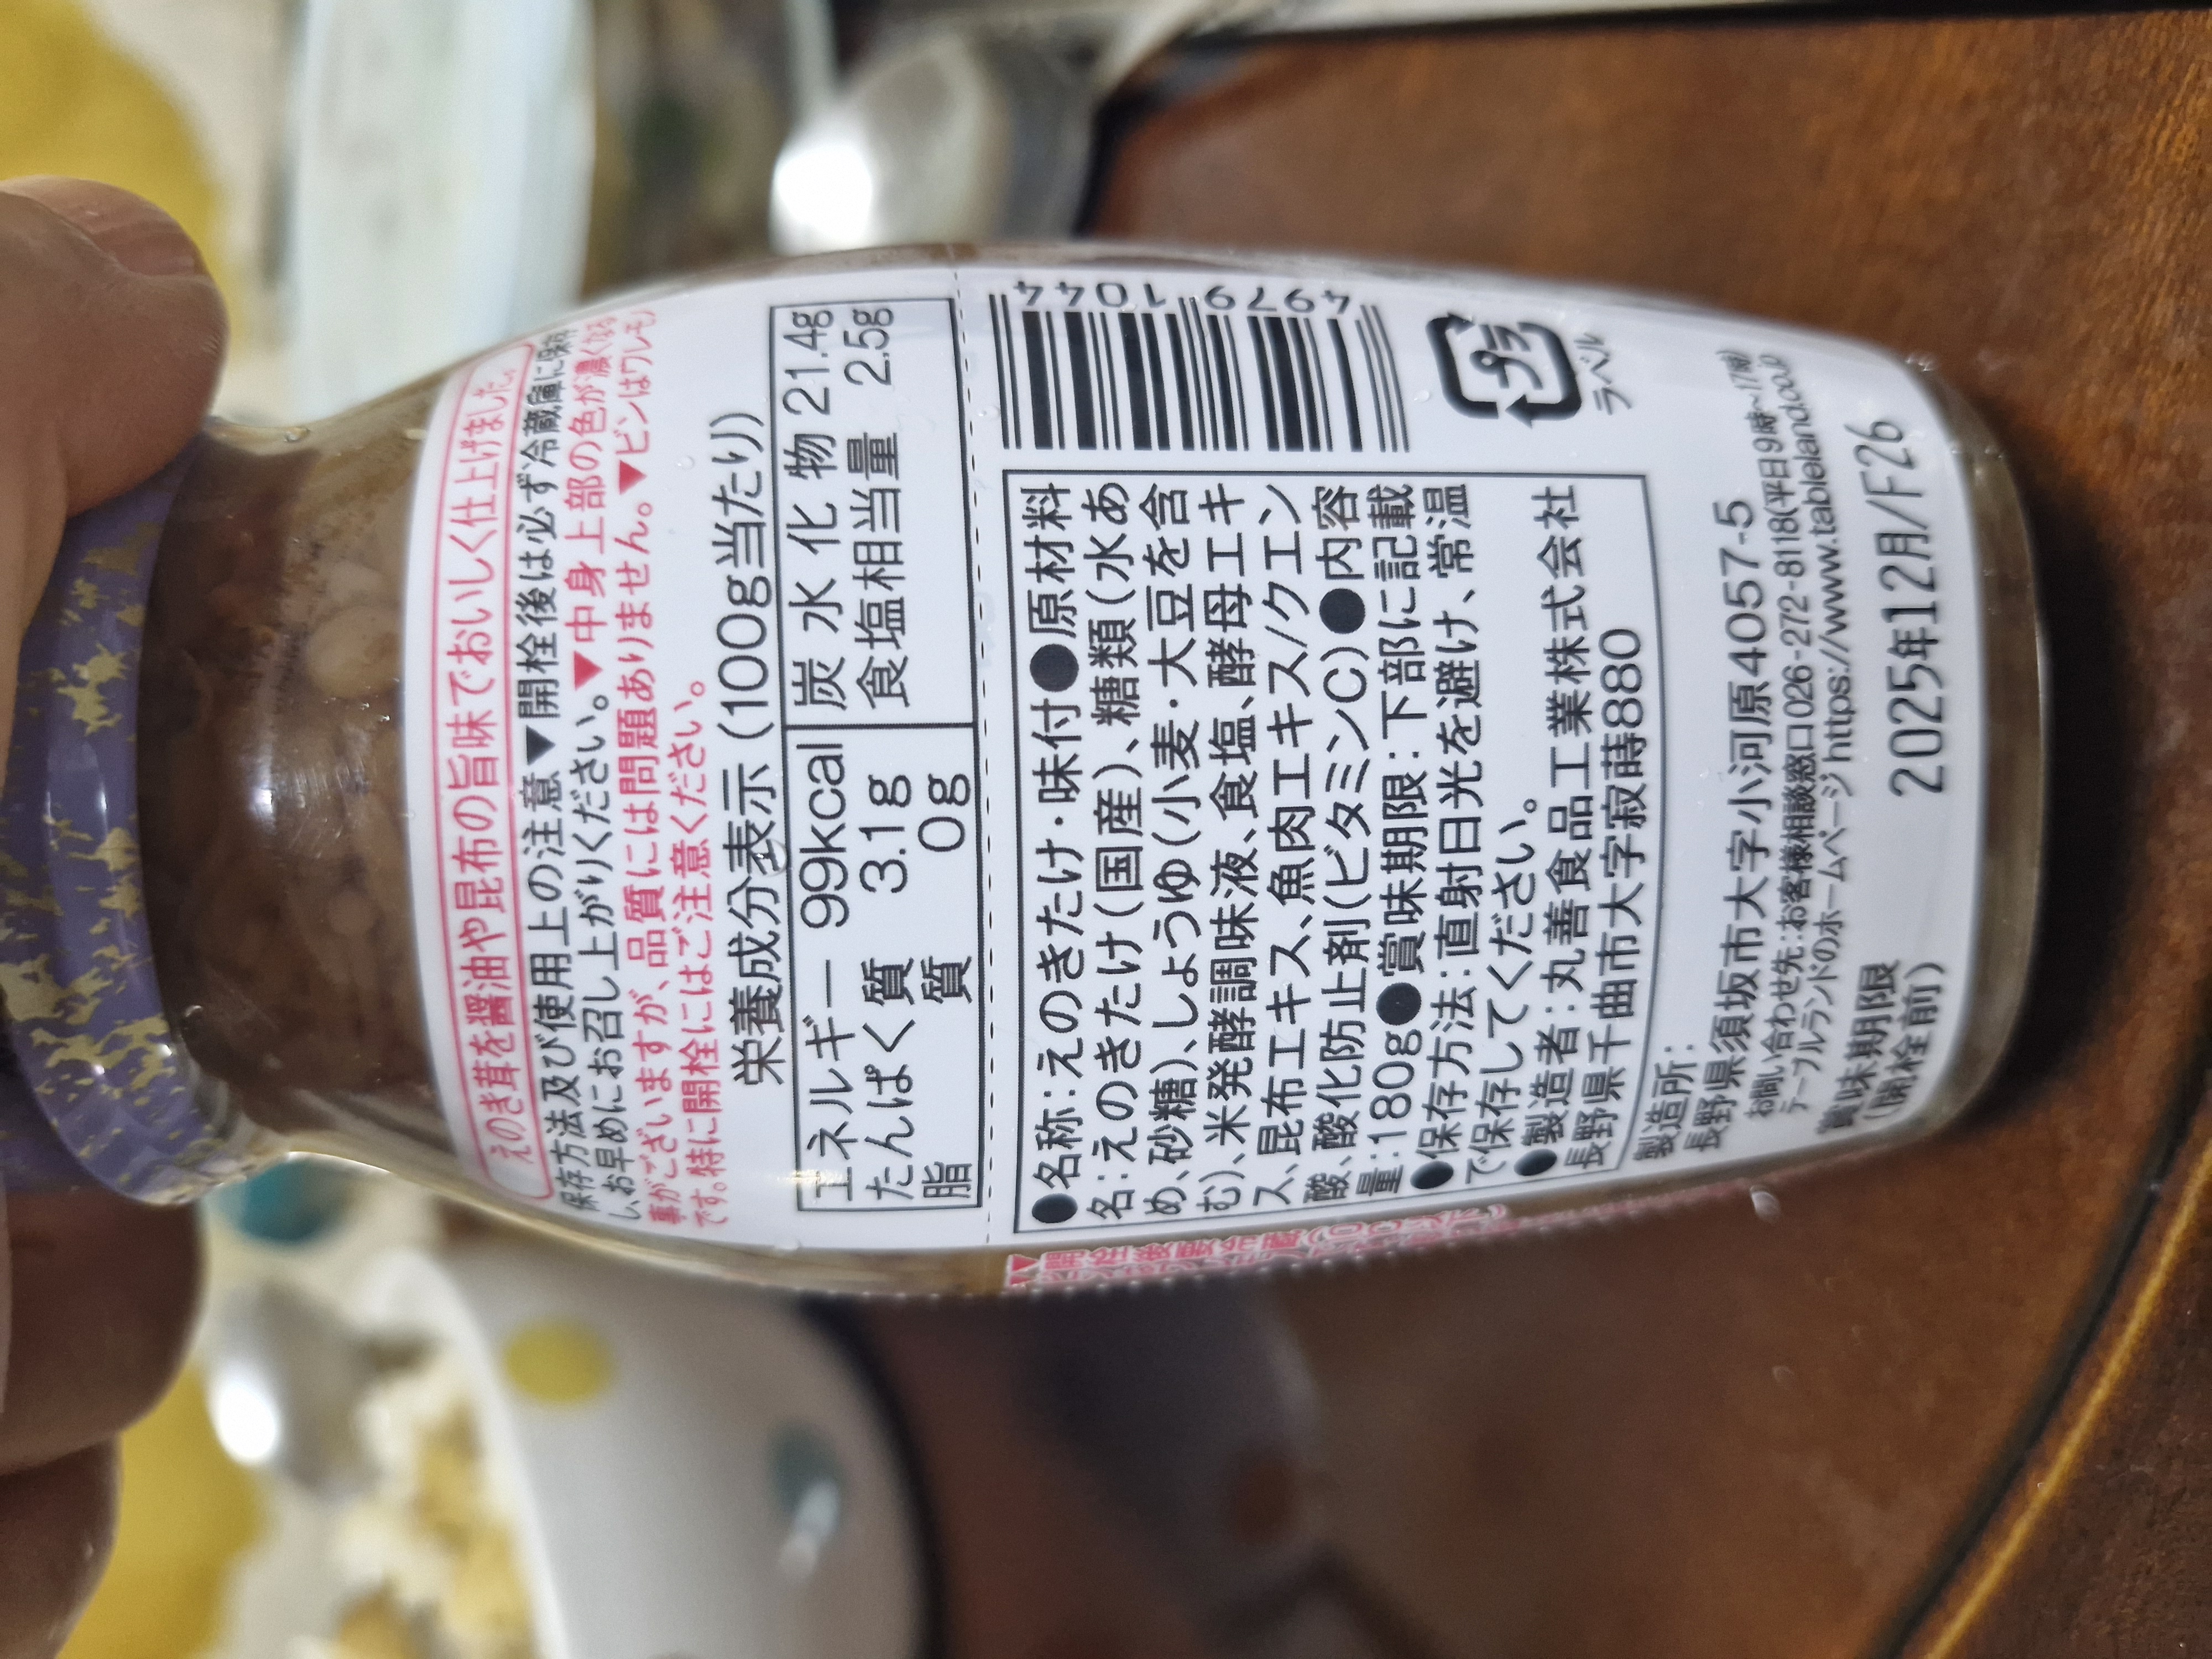 えのき茸を醤油や昆布の旨味でおいしく仕上げました。
保存方法及び使用上の注意▼開栓後は必ず冷蔵庫に保存
し、お早めにお召し上がりください。▼中身上部の色が濃くなる
事がございますが、品質には問題ありません。▼ビンはワレモノ
です。特に開栓にはご注意ください。
栄養成分表示(100g当たり)
エネルギー 99kcal 炭水化物 21.4g
たんぱく質 3.1g 食塩相当量 2.5g
脂質 0g
●名称:えのきたけ・味付●原材料
名:えのきたけ(国産)、糖類(水あ
め、砂糖)、しょうゆ(小麦・大豆を含
む)、米発酵調味液、食塩、酵母エキ
ス、昆布エキス、魚肉エキス/クエン
酸、酸化防止剤(ビタミンC)●内容
量:180g●賞味期限:下部に記載
●保存方法:直射日光を避け、常温
で保存してください。
●製造者:丸善食品工業株式会社
長野県千曲市大字寂蒔880
4979 1044
プラ
ラベル
製造所:
長野県須坂市大字小河原4057-5
お問い合わせ先:お客様相談窓口026-272-8118(平日9時~17時)
テーブルランドのホームページhttps://www.tableland.co.jp
賞味期限
(開栓前)
2025年12月/F26